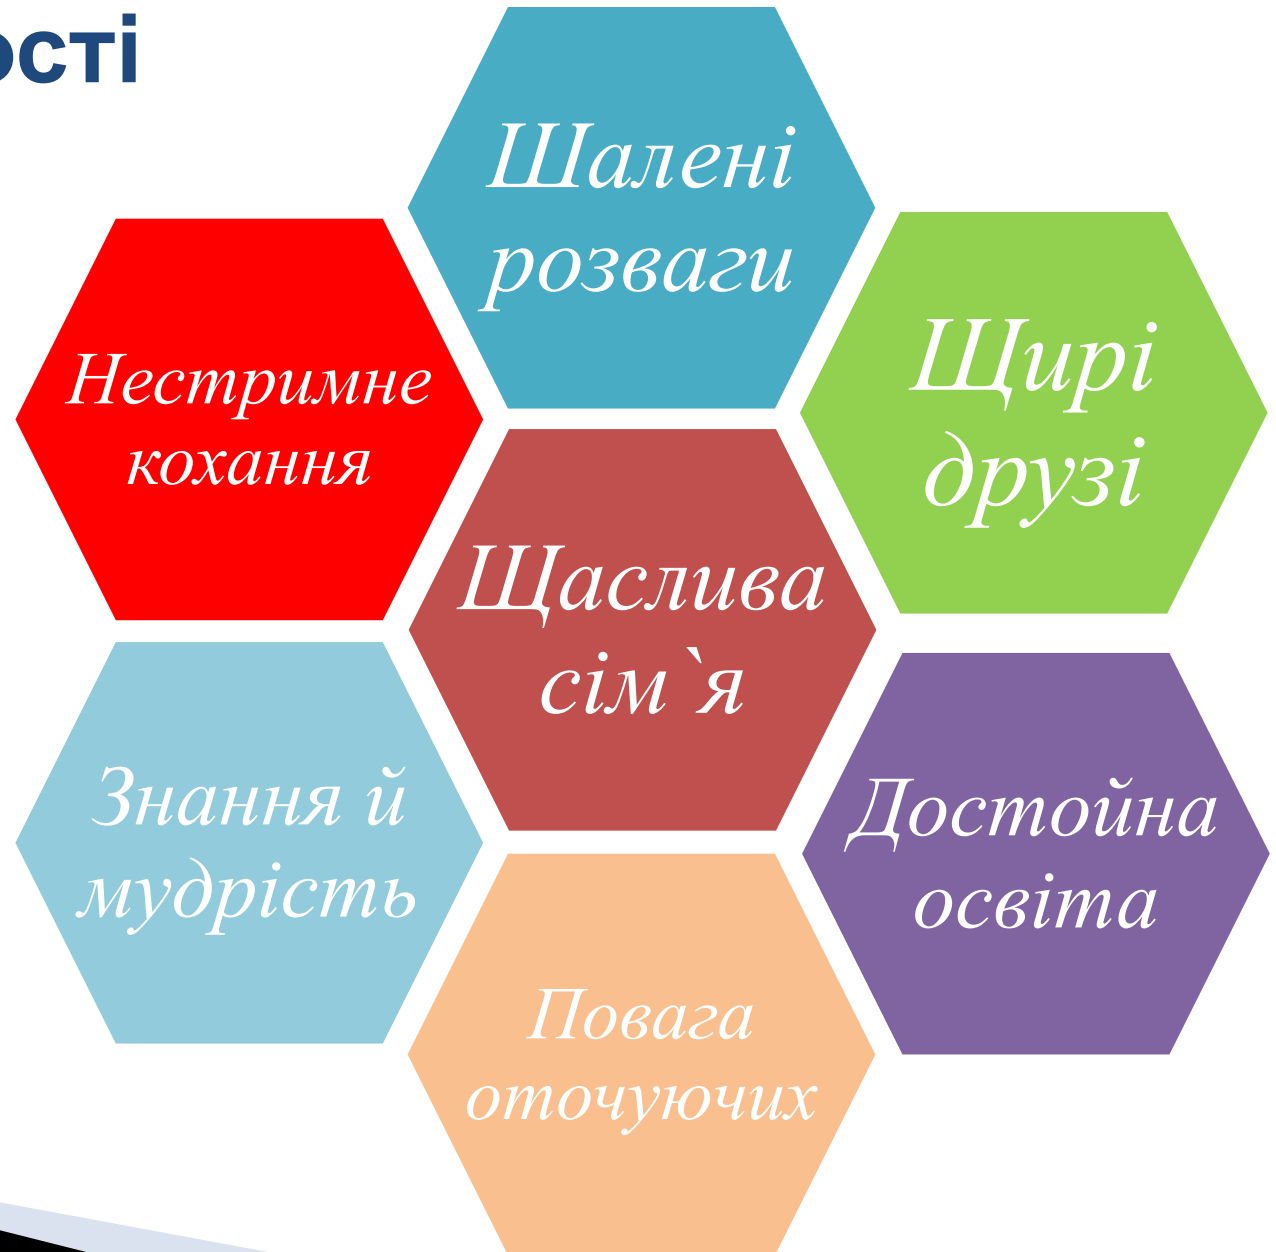 ості
Шалені
розваги
Нестримне
кохання
Щирі
друзі
Щаслива
сім`я
Знання й
мудрість
Достойна
освіта
Повага
оточуючих